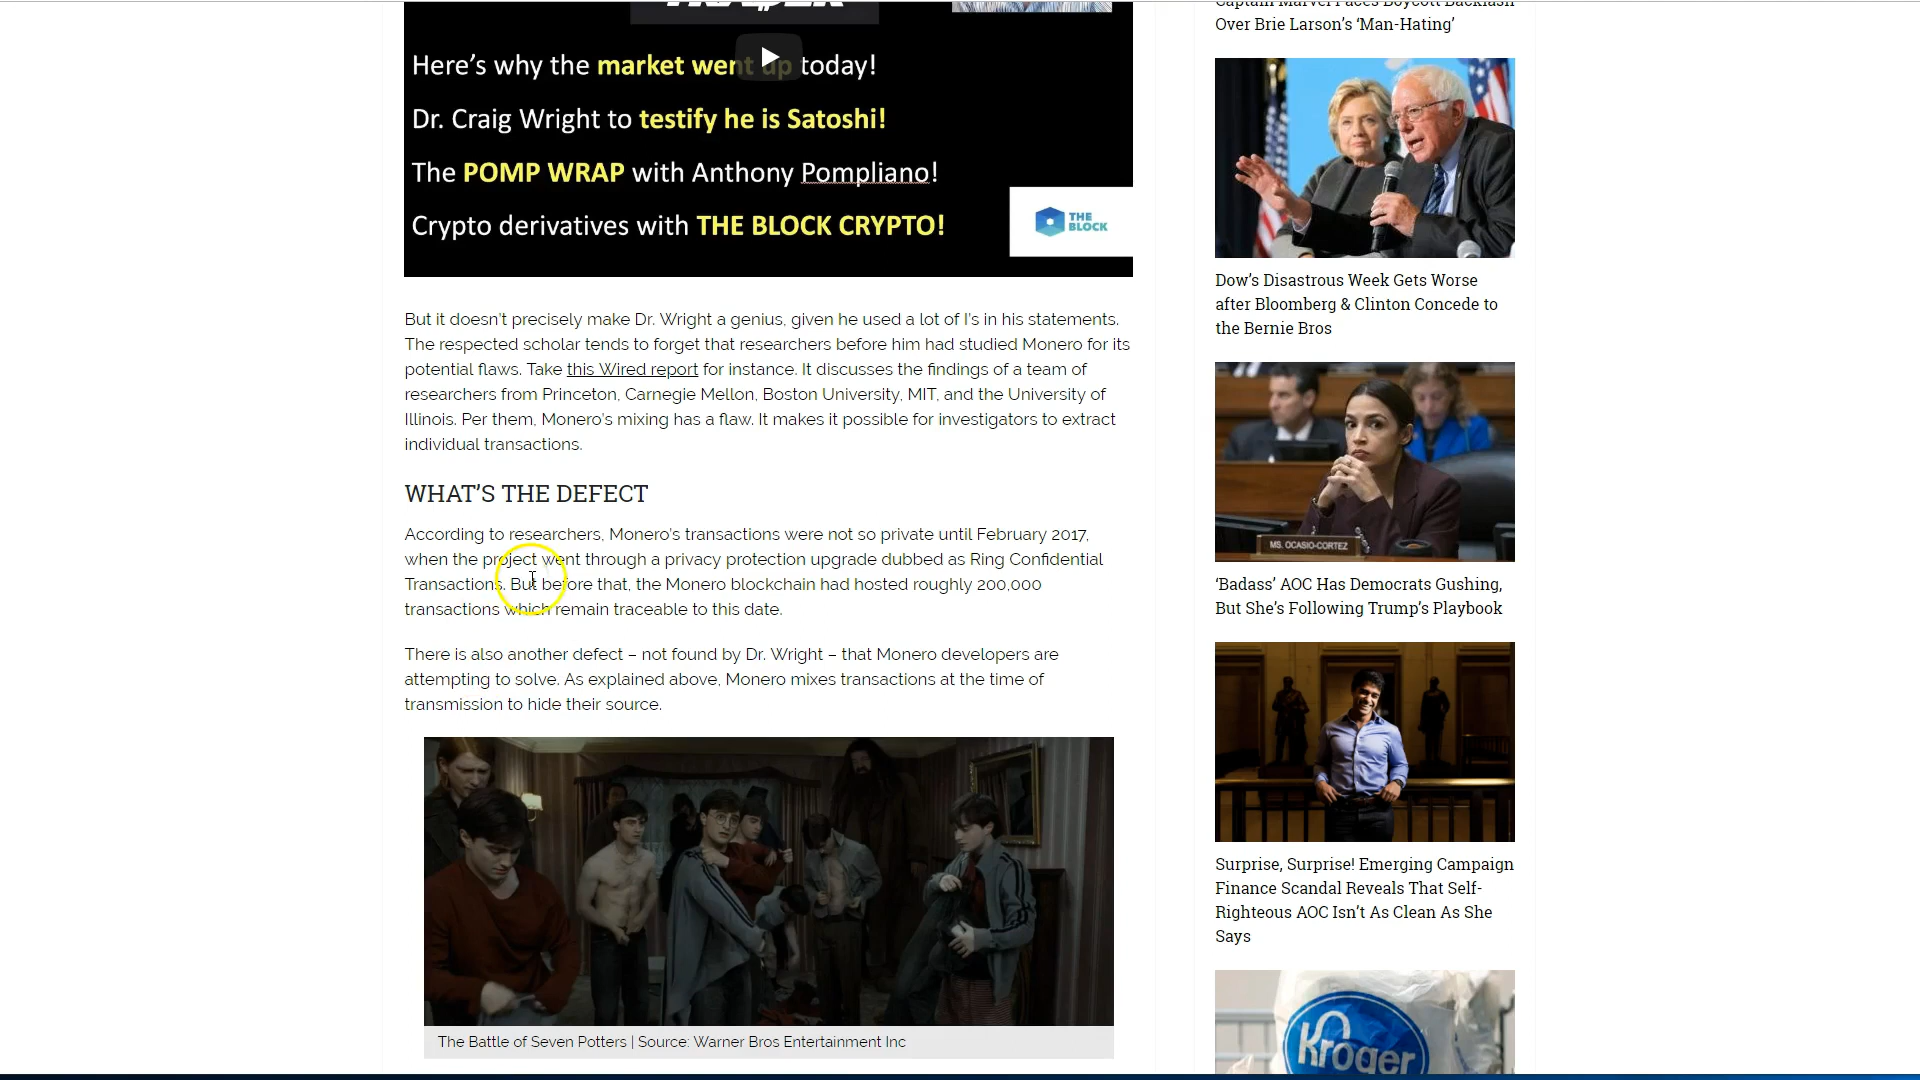 Here's why the market went up today!
Dr. Craig Wright to testify he is Satoshi!
The POMP WRAP with Anthony Pompliano!
Crypto derivatives with THE BLOCK CRYPTO!
THE
BLOCK
But it doesn't precisely make Dr. Wright a genius, given he used a lot of I's in his statements.
The respected scholar tends to forget that researchers before him had studied Monero for its
potential flaws. Take this Wired report for instance. It discusses the findings of a team of
researchers from Princeton, Carnegie Mellon, Boston University, MIT, and the University of
Illinois. Per them, Monero's mixing has a flaw. It makes it possible for investigators to extract
individual transactions.
WHAT'S THE DEFECT
According to researchers, Monero's transactions were not so private until February 2017,
when the project went through a privacy protection upgrade dubbed as Ring Confidential
Transactions. But before that, the Monero blockchain had hosted roughly 200,000
transactions which remain traceable to this date.
There is also another defect – not found by Dr. Wright – that Monero developers are
attempting to solve. As explained above, Monero mixes transactions at the time of
transmission to hide their source.
The Battle of Seven Potters | Source: Warner Bros Entertainment Inc
Captain Marvel Faces Boycott Backlash
Over Brie Larson's 'Man-Hating'
Dow's Disastrous Week Gets Worse
after Bloomberg & Clinton Concede to
the Bernie Bros
MS. OCASIO-CORTEZ
'Badass' AOC Has Democrats Gushing,
But She's Following Trump's Playbook
Surprise, Surprise! Emerging Campaign
Finance Scandal Reveals That Self-
Righteous AOC Isn't As Clean As She
Says
Kroger